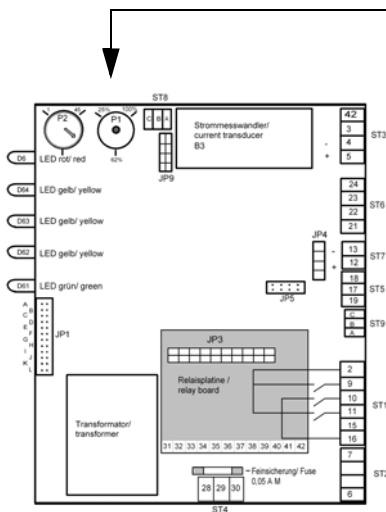 ST8
1 46
P2
25% 100%
P1
62%
C B A
JP9
Strommesswandler/
current transducer
B3
42
3
4
5
-
+
ST3
D6 LED rot/ red
D64 LED gelb/ yellow
D63 LED gelb/ yellow
D62 LED gelb/ yellow
D61 LED grün/ green
24
23
22
21
ST6
JP4
-
+
13
12
ST7
18
17
19
ST5
JP5
C
B
A
ST9
A
B
C
D
E
F
G
H
I
J
K
L
JP1
JP3
Relaisplatine /
relay board
31 32 33 34 35 36 37 38 39 40 41 42
2
9
10
11
15
16
ST1
Transformator/
transformer
Feinsicherung/ Fuse
0,05 A M
28 29 30
ST4
7
6
ST2